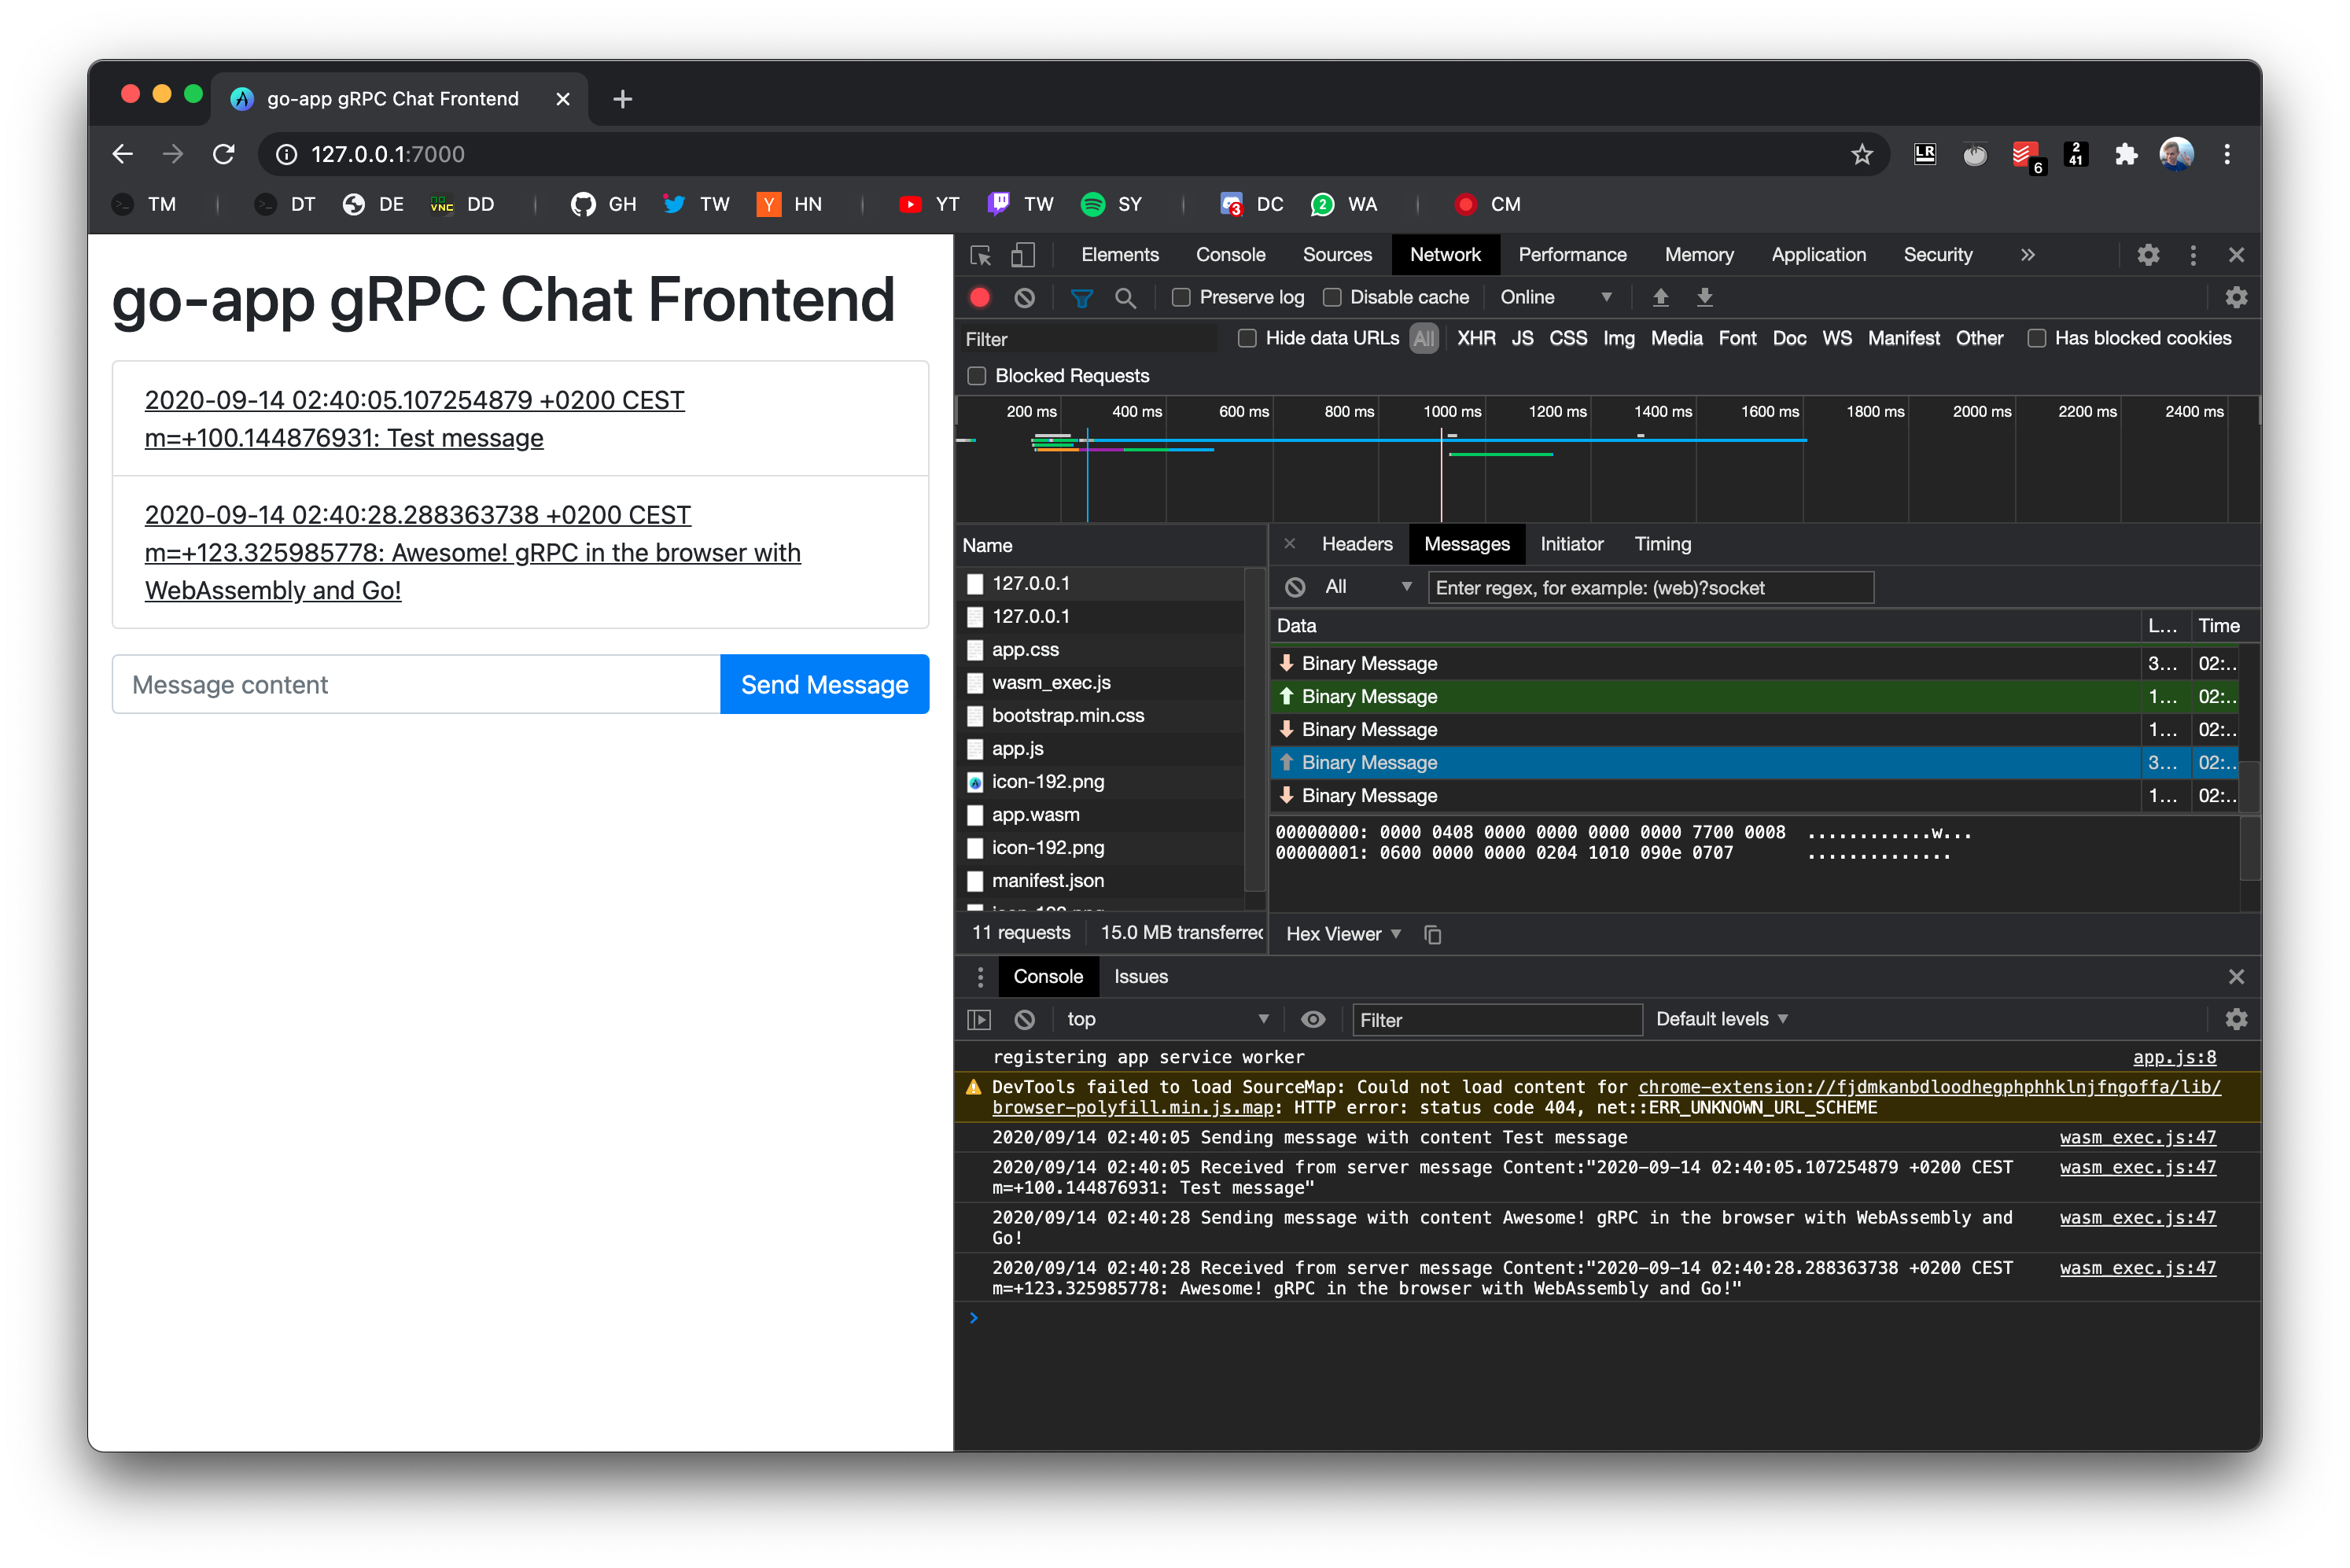 go-app gRPC Chat Frontend
127.0.0.1:7000
LR
6
2
41
TM DT DE VNC DD GH TW Y HN YT TW SY 3 DC 2 WA CM
go-app gRPC Chat Frontend
2020-09-14 02:40:05.107254879 +0200 CEST
m=+100.144876931: Test message
2020-09-14 02:40:28.288363738 +0200 CEST
m=+123.325985778: Awesome! gRPC in the browser with
WebAssembly and Go!
Message content
Send Message
Elements Console Sources Network Performance Memory Application Security
Preserve log Disable cache Online
Filter Hide data URLs All XHR JS CSS Img Media Font Doc WS Manifest Other Has blocked cookies
Blocked Requests
200 ms 400 ms 600 ms 800 ms 1000 ms 1200 ms 1400 ms 1600 ms 1800 ms 2000 ms 2200 ms 2400 ms
Name
127.0.0.1
127.0.0.1
app.css
wasm_exec.js
bootstrap.min.css
app.js
icon-192.png
app.wasm
icon-192.png
manifest.json
11 requests 15.0 MB transferred
Headers Messages Initiator Timing
All Enter regex, for example: (web)?socket
Data L... Time
Binary Message 3... 02:...
Binary Message 1... 02:...
Binary Message 1... 02:...
Binary Message 3... 02:...
Binary Message 1... 02:...
00000000: 0000 0408 0000 0000 0000 0000 7700 0008 ............w...
00000001: 0600 0000 0000 0204 1010 090e 0707 ..............
Hex Viewer
Console Issues
top Filter Default levels
registering app service worker app.js:8
DevTools failed to load SourceMap: Could not load content for chrome-extension://fjdmkanbdloodhegphphhklnjfngoffa/lib/
browser-polyfill.min.js.map: HTTP error: status code 404, net::ERR_UNKNOWN_URL_SCHEME
2020/09/14 02:40:05 Sending message with content Test message wasm_exec.js:47
2020/09/14 02:40:05 Received from server message Content:"2020-09-14 02:40:05.107254879 +0200 CEST wasm_exec.js:47
m=+100.144876931: Test message"
2020/09/14 02:40:28 Sending message with content Awesome! gRPC in the browser with WebAssembly and wasm_exec.js:47
Go!
2020/09/14 02:40:28 Received from server message Content:"2020-09-14 02:40:28.288363738 +0200 CEST wasm_exec.js:47
m=+123.325985778: Awesome! gRPC in the browser with WebAssembly and Go!"